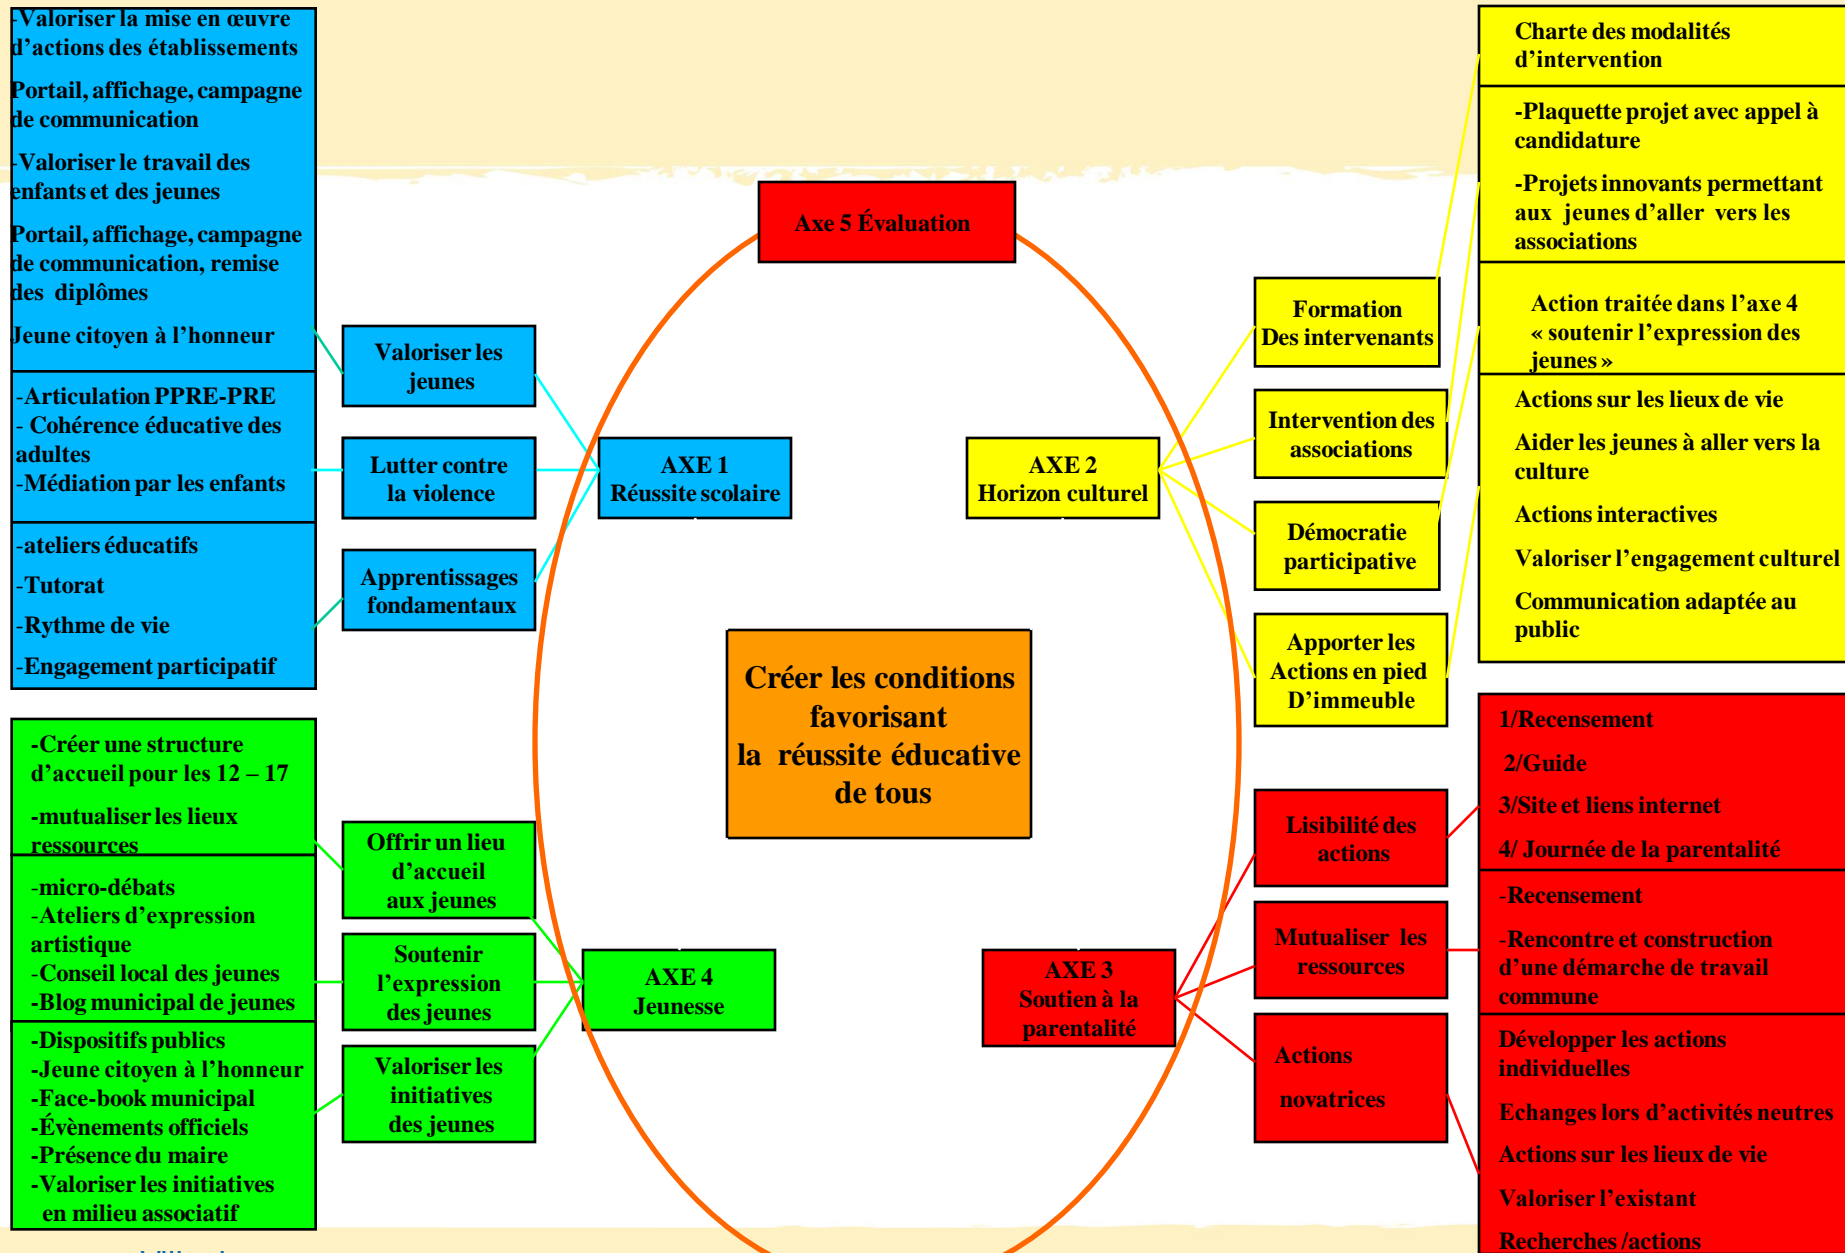 -Valoriser la mise en œuvre
d’actions des établissements
Portail, affichage, campagne
de communication
-Valoriser le travail des
enfants et des jeunes
Portail, affichage, campagne
de communication, remise
des diplômes
Jeune citoyen à l’honneur
-Articulation PPRE-PRE
- Cohérence éducative des
adultes
-Médiation par les enfants
-ateliers éducatifs
-Tutorat
-Rythme de vie
-Engagement participatif
Valoriser les
jeunes
Lutter contre
la violence
Apprentissages
fondamentaux
AXE 1
Réussite scolaire
Axe 5 Évaluation
AXE 2
Horizon culturel
Formation
Des intervenants
Intervention des
associations
Démocratie
participative
Apporter les
Actions en pied
D’immeuble
Charte des modalités
d’intervention
-Plaquette projet avec appel à
candidature
-Projets innovants permettant
aux jeunes d’aller vers les
associations
Action traitée dans l’axe 4
« soutenir l’expression des
jeunes »
Actions sur les lieux de vie
Aider les jeunes à aller vers la
culture
Actions interactives
Valoriser l’engagement culturel
Communication adaptée au
public
Créer les conditions
favorisant
la réussite éducative
de tous
-Créer une structure
d’accueil pour les 12 – 17
-mutualiser les lieux
ressources
-micro-débats
-Ateliers d’expression
artistique
-Conseil local des jeunes
-Blog municipal de jeunes
-Dispositifs publics
-Jeune citoyen à l’honneur
-Face-book municipal
-Évènements officiels
-Présence du maire
-Valoriser les initiatives
en milieu associatif
Offrir un lieu
d’accueil
aux jeunes
Soutenir
l’expression
des jeunes
Valoriser les
initiatives
des jeunes
AXE 4
Jeunesse
AXE 3
Soutien à la
parentalité
Lisibilité des
actions
Mutualiser les
ressources
Actions
novatrices
1/Recensement
2/Guide
3/Site et liens internet
4/ Journée de la parentalité
-Recensement
-Rencontre et construction
d’une démarche de travail
commune
Développer les actions
individuelles
Echanges lors d’activités neutres
Actions sur les lieux de vie
Valoriser l’existant
Recherches /actions